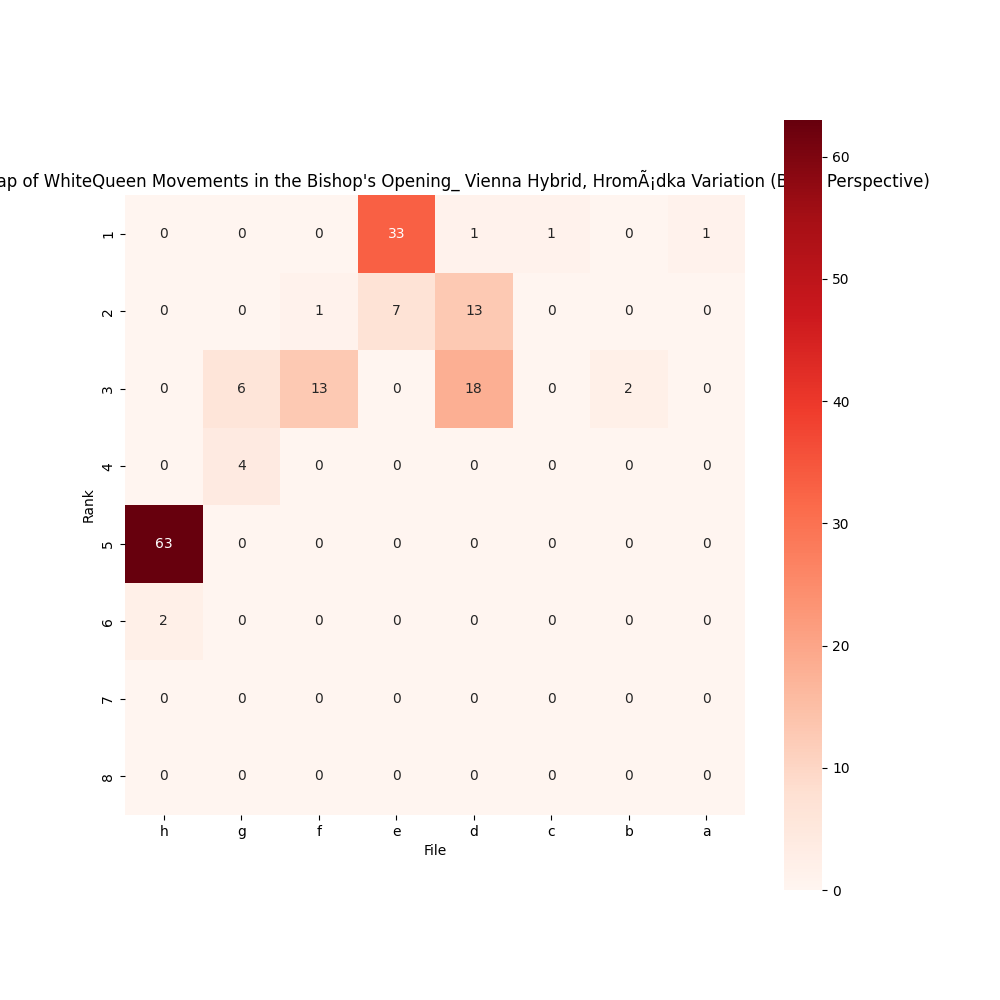 ap of WhiteQueen Movements in the Bishop's Opening_ Vienna Hybrid, HromÃ¡dka Variation (B Perspective)
1 0 0 0 33 1 1 0 1
2 0 0 1 7 13 0 0 0
3 0 6 13 0 18 0 2 0
4 0 4 0 0 0 0 0 0
Rank
5 63 0 0 0 0 0 0 0
6 2 0 0 0 0 0 0 0
7 0 0 0 0 0 0 0 0
8 0 0 0 0 0 0 0 0
h g f e d c b a
File
60
50
40
30
20
10
0